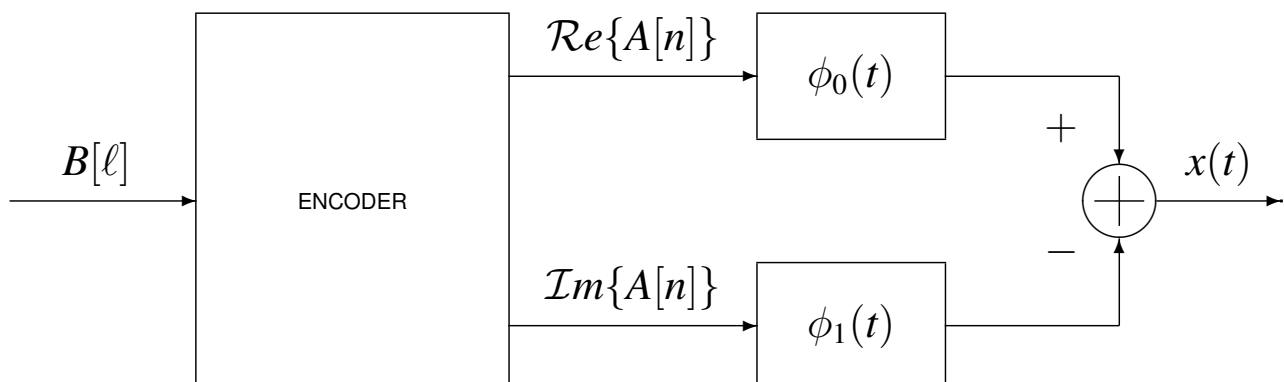 ℛe{A[n]}
ϕ₀(t)
+
B[ℓ]
ENCODER
x(t)
−
ℐm{A[n]}
ϕ₁(t)